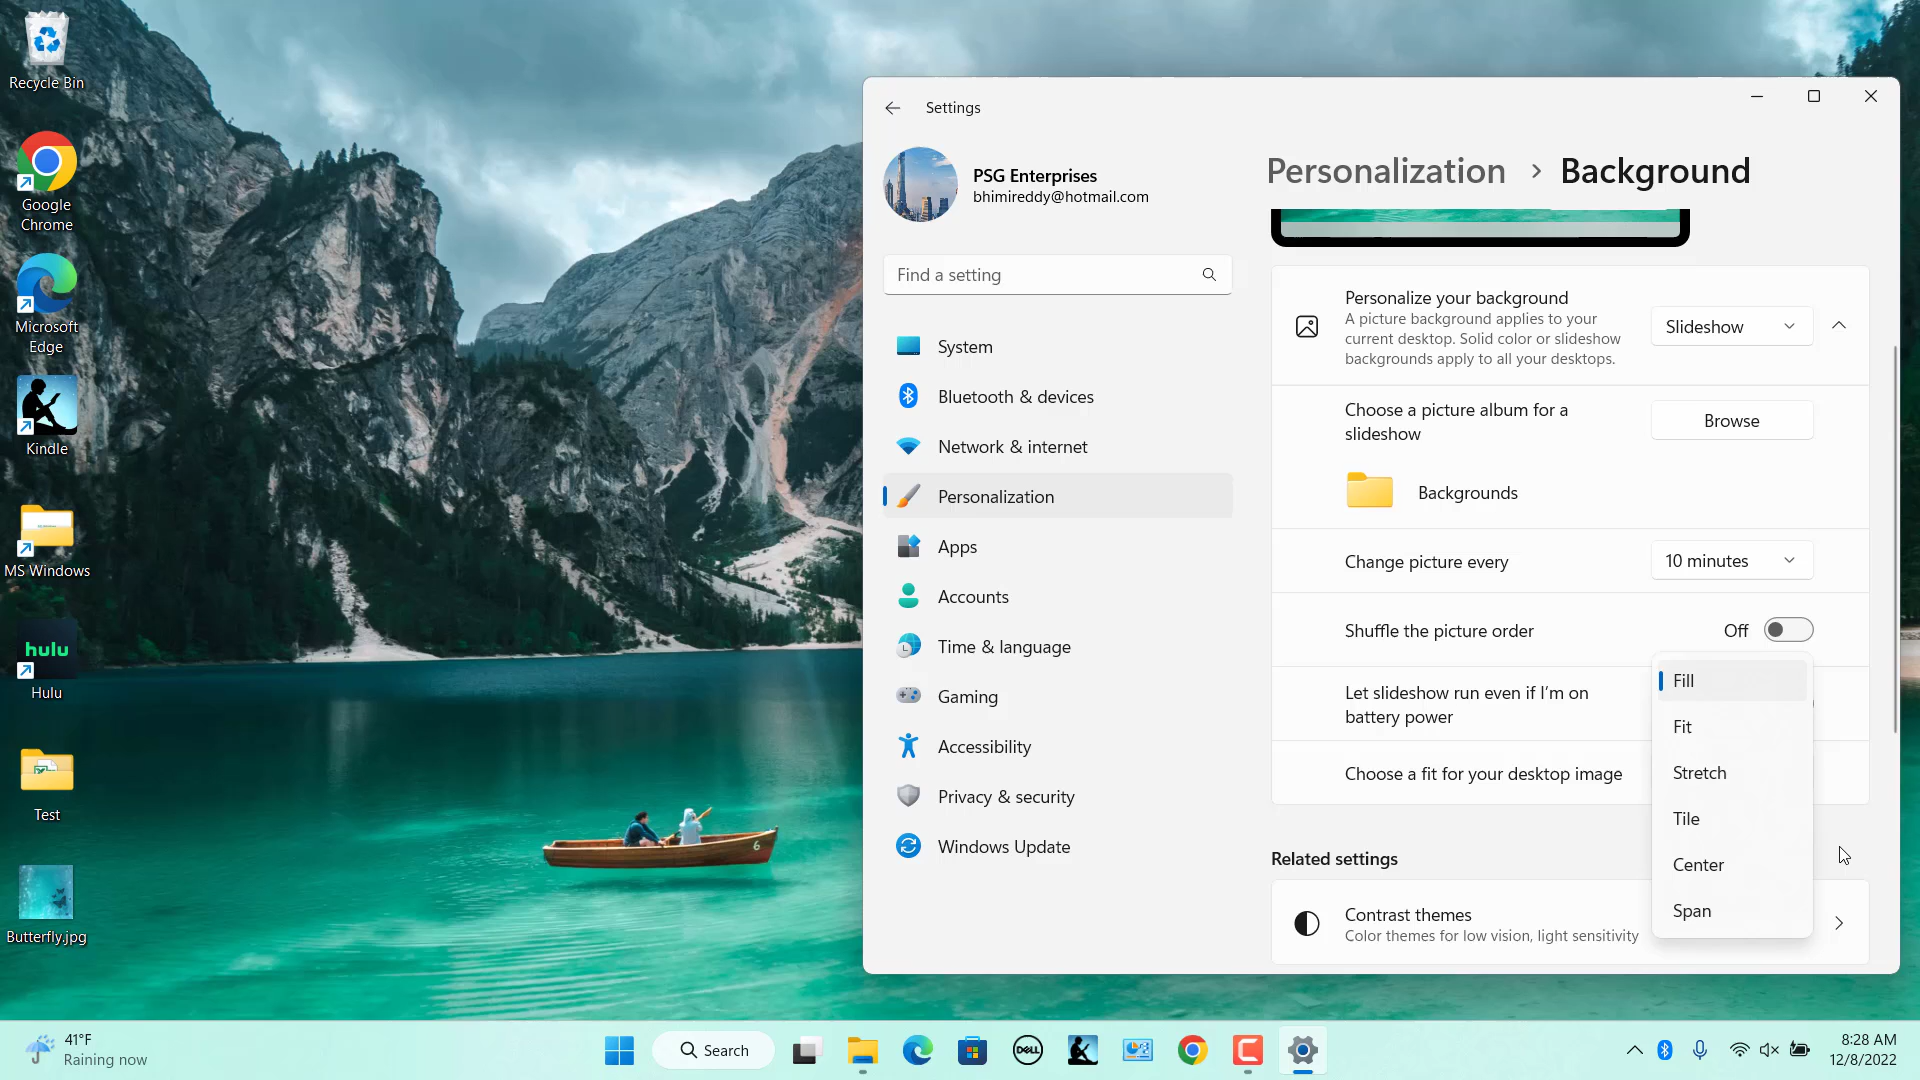 Recycle Bin
Google
Chrome
Microsoft
Edge
Kindle
MS Windows
hulu
Hulu
Test
Butterfly.jpg
6
Settings
PSG Enterprises
bhimireddy@hotmail.com
Find a setting
System
Bluetooth & devices
Network & internet
Personalization
Apps
Accounts
Time & language
Gaming
Accessibility
Privacy & security
Windows Update
Personalization > Background
Personalize your background
A picture background applies to your
current desktop. Solid color or slideshow
backgrounds apply to all your desktops.
Slideshow
Choose a picture album for a
slideshow
Browse
Backgrounds
Change picture every
10 minutes
Shuffle the picture order
Off
Let slideshow run even if I'm on
battery power
Choose a fit for your desktop image
Fill
Fit
Stretch
Tile
Center
Span
Related settings
Contrast themes
Color themes for low vision, light sensitivity
41°F
Raining now
Search
DELL
8:28 AM
12/8/2022